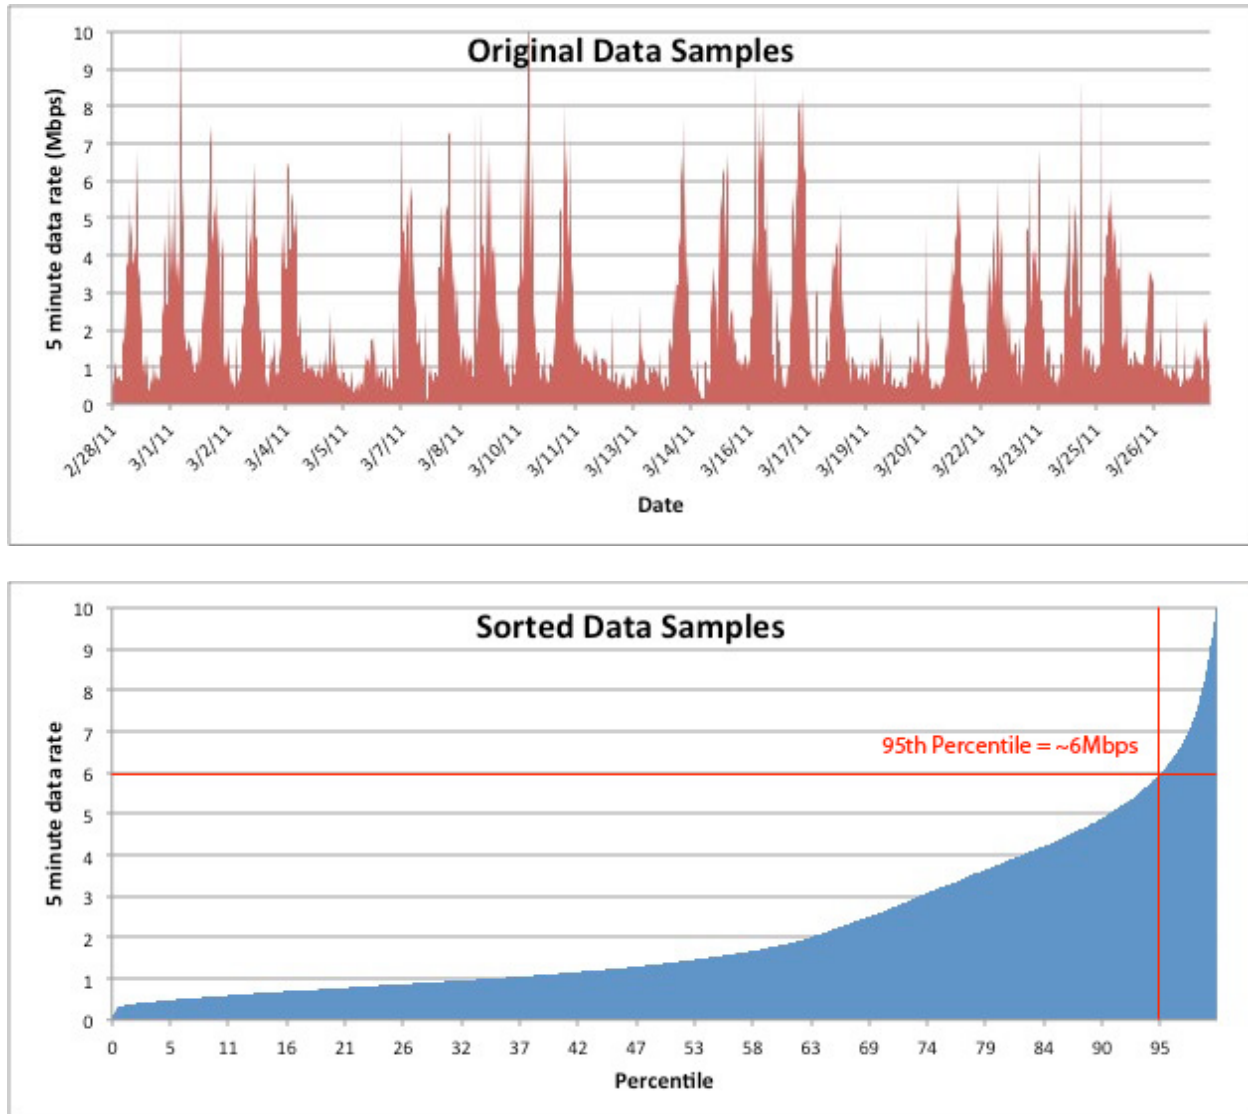 Original Data Samples
5 minute data rate (Mbps)
10
9
8
7
6
5
4
3
2
1
0
2/28/11 3/1/11 3/2/11 3/4/11 3/5/11 3/7/11 3/8/11 3/10/11 3/11/11 3/13/11 3/14/11 3/16/11 3/17/11 3/19/11 3/20/11 3/22/11 3/23/11 3/25/11 3/26/11
Date
Sorted Data Samples
5 minute data rate
10
9
8
7
95th Percentile = ~6Mbps
6
5
4
3
2
1
0
0 5 11 16 21 26 32 37 42 47 53 58 63 69 74 79 84 90 95
Percentile